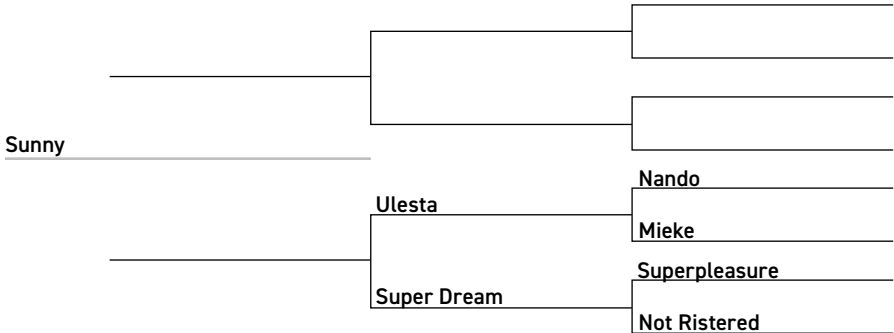 Sunny
Nando
Ulesta
Mieke
Superpleasure
Super Dream
Not Ristered